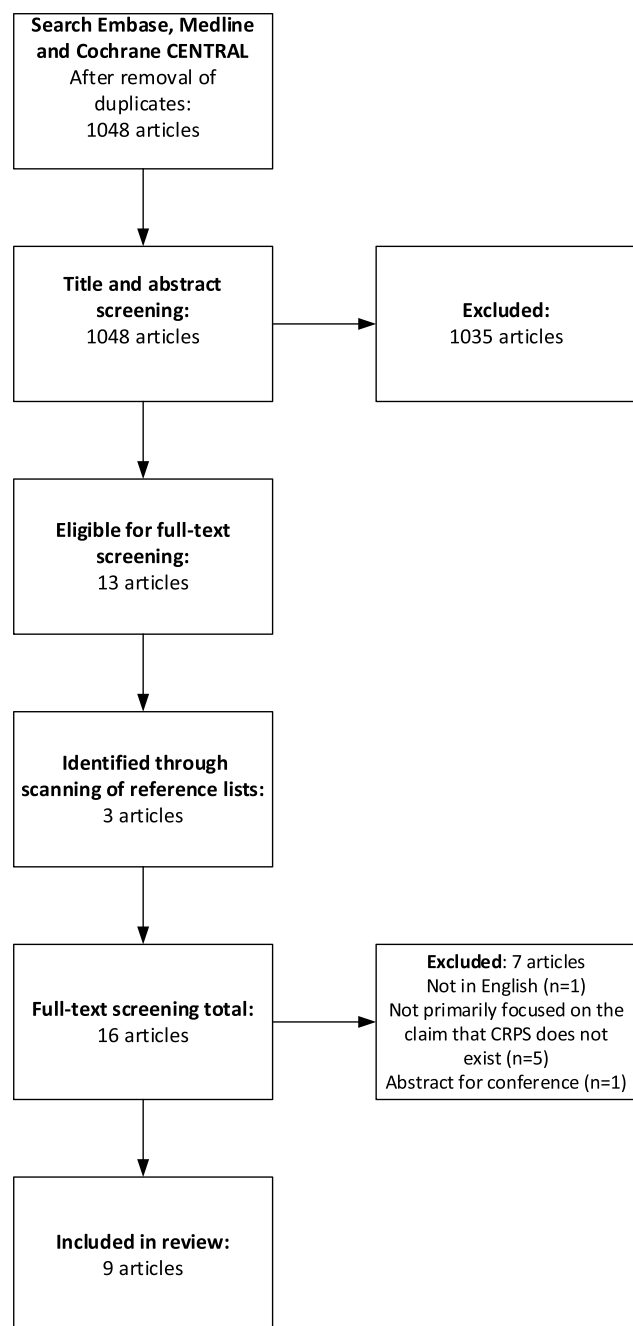 Search Embase, Medline
and Cochrane CENTRAL
After removal of
duplicates:
1048 articles
Title and abstract
screening:
1048 articles
Excluded:
1035 articles
Eligible for full-text
screening:
13 articles
Identified through
scanning of reference lists:
3 articles
Full-text screening total:
16 articles
Excluded: 7 articles
Not in English (n=1)
Not primarily focused on the
claim that CRPS does not
exist (n=5)
Abstract for conference (n=1)
Included in review:
9 articles